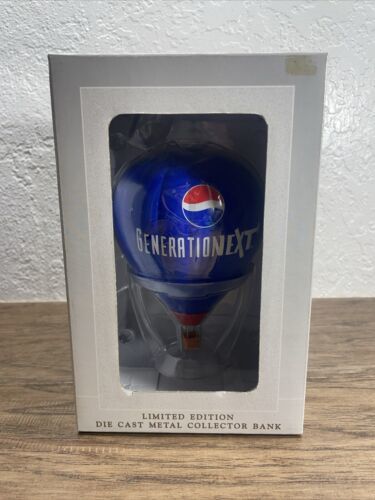 GENERATIONEXT
LIMITED EDITION
DIE CAST METAL COLLECTOR BANK